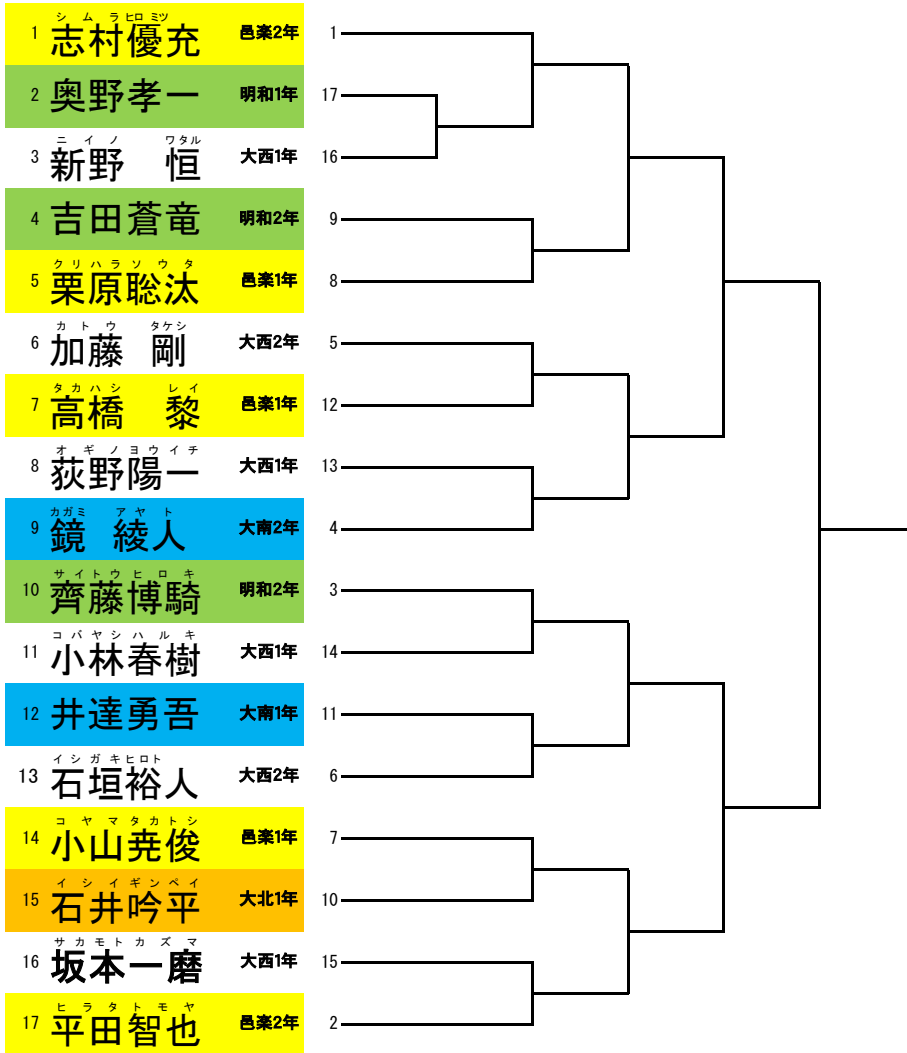 シムラヒロミツ
1 志村優充 邑楽2年 1
2 奥野孝一 明和1年 17
ニイノ ワタル
3 新野 恒 大西1年 16
4 吉田蒼竜 明和2年 9
クリハラソウタ
5 栗原聡汰 邑楽1年 8
カトウ タケシ
6 加藤 剛 大西2年 5
タカハシ レイ
7 高橋 黎 邑楽1年 12
オギノヨウイチ
8 荻野陽一 大西1年 13
カガミ アヤト
9 鏡 綾人 大南2年 4
サイトウヒロキ
10 齊藤博騎 明和2年 3
コバヤシハルキ
11 小林春樹 大西1年 14
12 井達勇吾 大南1年 11
イシガキヒロト
13 石垣裕人 大西2年 6
コヤマタカトシ
14 小山尭俊 邑楽1年 7
イシイギンペイ
15 石井吟平 大北1年 10
サカモトカズマ
16 坂本一磨 大西1年 15
ヒラタトモヤ
17 平田智也 邑楽2年 2